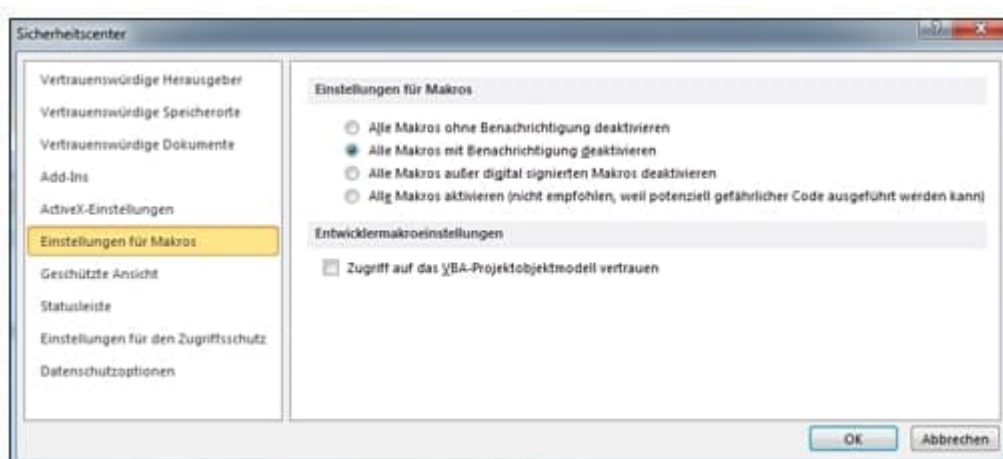 Sicherheitscenter
Vertrauenswürdige Herausgeber
Vertrauenswürdige Speicherorte
Vertrauenswürdige Dokumente
Add-Ins
ActiveX-Einstellungen
Einstellungen für Makros
Geschützte Ansicht
Statusleiste
Einstellungen für den Zugriffsschutz
Datenschutzoptionen
Einstellungen für Makros
Alle Makros ohne Benachrichtigung deaktivieren
Alle Makros mit Benachrichtigung deaktivieren
Alle Makros außer digital signierten Makros deaktivieren
Alle Makros aktivieren (nicht empfohlen, weil potenziell gefährlicher Code ausgeführt werden kann)
Entwicklermakroeinstellungen
Zugriff auf das VBA-Projektobjektmodell vertrauen
OK
Abbrechen